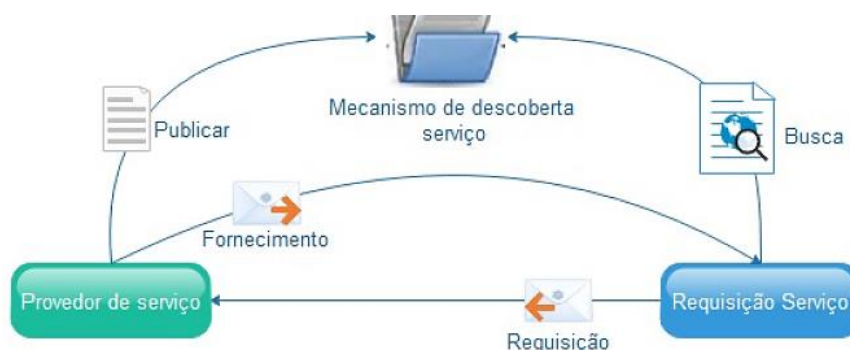 Mecanismo de descoberta
serviço
Publicar
Busca
Fornecimento
Provedor de serviço
Requisição Serviço
Requisição